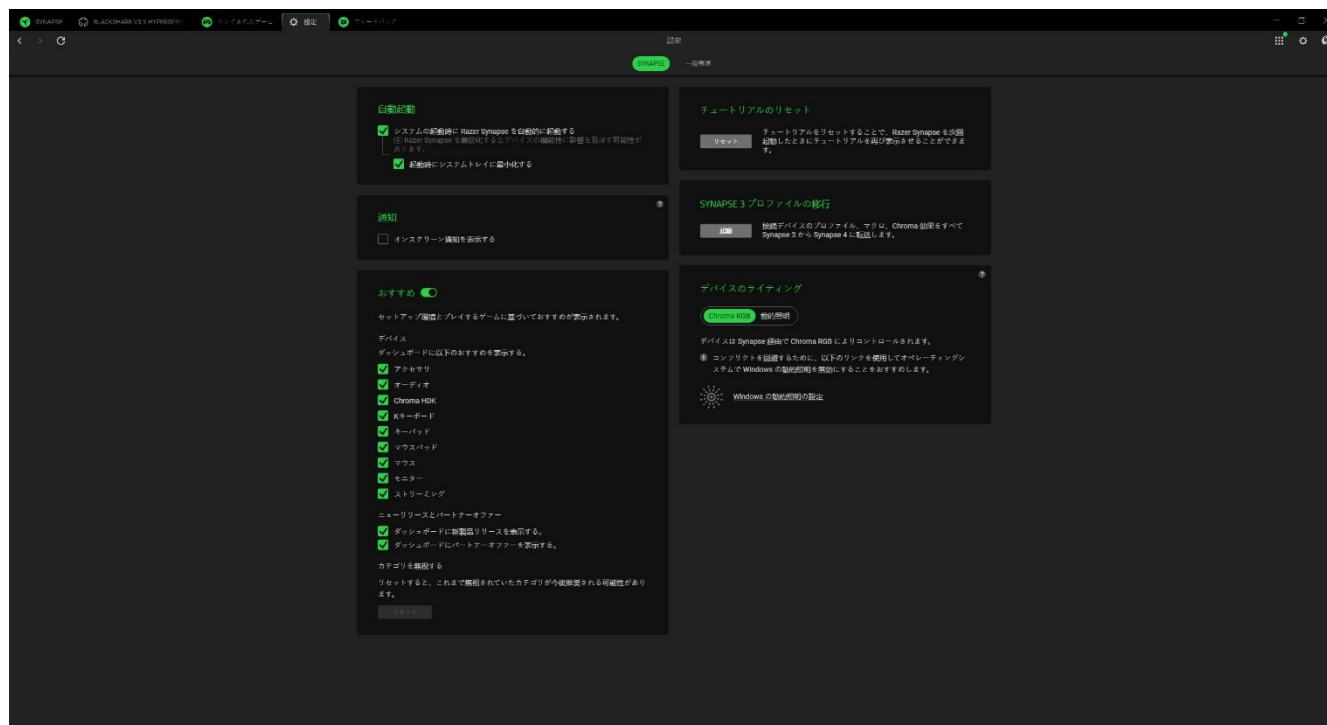 SYNAPSE
BLACKSHARK V3 X HYPERSPE
リンクされたゲーム
設定
フィードバック
設定
SYNAPSE
一般事項
自動起動
システムの起動時に Razer Synapse を自動的に起動する
注: Razer Synapse を無効化するとデバイスの機能性に影響を及ぼす可能性が
あります。
起動時にシステムトレイに最小化する
通知
オンスクリーン通知を表示する
おすすめ
セットアップ環境とプレイするゲームに基づいておすすめが表示されます。
デバイス
ダッシュボードに以下のおすすめを表示する。
アクセサリ
オーディオ
Chroma HDK
Kキーボード
キーパッド
マウスパッド
マウス
モニター
ストリーミング
ニューリリースとパートナーオファー
ダッシュボードに新製品リリースを表示する。
ダッシュボードにパートナーオファーを表示する。
カテゴリを無視する
リセットすると、これまで無視されていたカテゴリが今後推奨される可能性があり
ます。
リセット
チュートリアルのリセット
リセット
チュートリアルをリセットすることで、Razer Synapse を次回
起動したときにチュートリアルを再び表示させることができま
す。
SYNAPSE 3 プロファイルの移行
起動
接続デバイスのプロファイル、マクロ、Chroma 効果をすべて
Synapse 3 から Synapse 4 に転送します。
デバイスのライティング
Chroma RGB
動的照明
デバイスは Synapse 経由で Chroma RGB によりコントロールされます。
コンフリクトを回避するために、以下のリンクを使用してオペレーティングシ
ステムで Windows の動的照明を無効にすることをおすすめします。
Windows の動的照明の設定